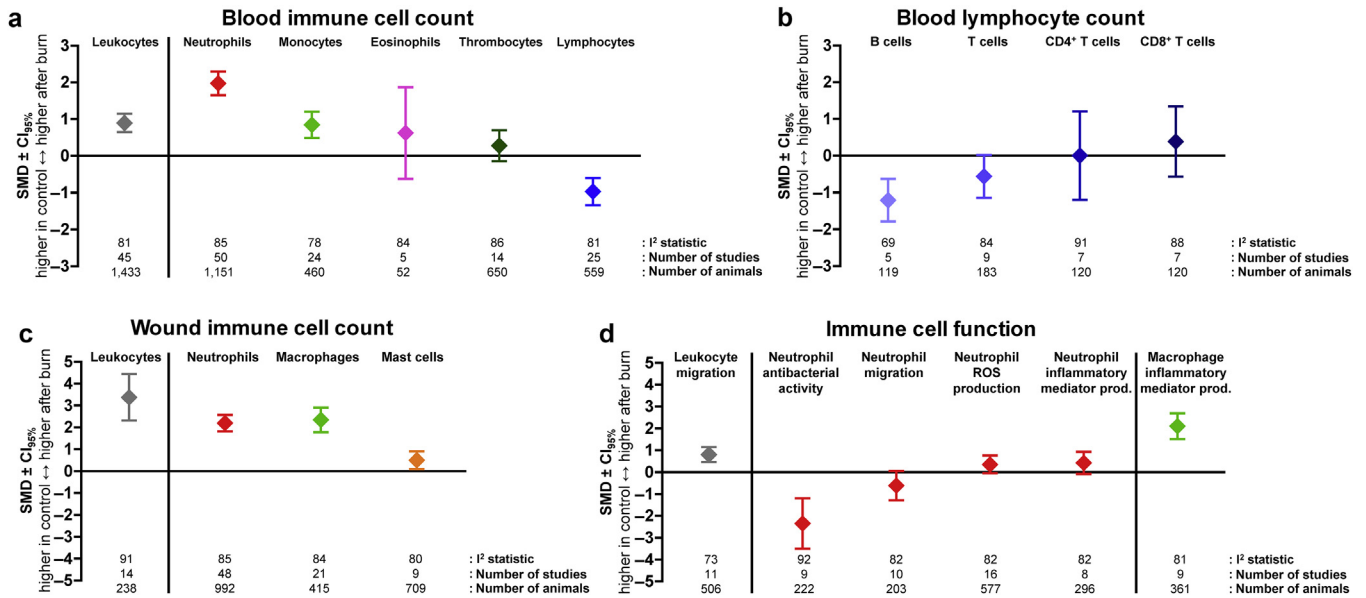 a
Blood immune cell count
Leukocytes Neutrophils Monocytes Eosinophils Thrombocytes Lymphocytes
SMD ± CI95%
higher in control ↔ higher after burn
3
2
1
0
–1
–2
–3
81 85 78 84 86 81 : I² statistic
45 50 24 5 14 25 : Number of studies
1,433 1,151 460 52 650 559 : Number of animals
b
Blood lymphocyte count
B cells T cells CD4⁺ T cells CD8⁺ T cells
SMD ± CI95%
higher in control ↔ higher after burn
3
2
1
0
–1
–2
–3
69 84 91 88 : I² statistic
5 9 7 7 : Number of studies
119 183 120 120 : Number of animals
c
Wound immune cell count
Leukocytes Neutrophils Macrophages Mast cells
SMD ± CI95%
higher in control ↔ higher after burn
5
4
3
2
1
0
–1
–2
–3
–4
–5
91 85 84 80 : I² statistic
14 48 21 9 : Number of studies
238 992 415 709 : Number of animals
d
Immune cell function
Leukocyte
migration
Neutrophil
antibacterial
activity
Neutrophil
migration
Neutrophil
ROS
production
Neutrophil
inflammatory
mediator prod.
Macrophage
inflammatory
mediator prod.
SMD ± CI95%
higher in control ↔ higher after burn
5
4
3
2
1
0
–1
–2
–3
–4
–5
73 92 82 82 82 81 : I² statistic
11 9 10 16 8 9 : Number of studies
506 222 203 577 296 361 : Number of animals